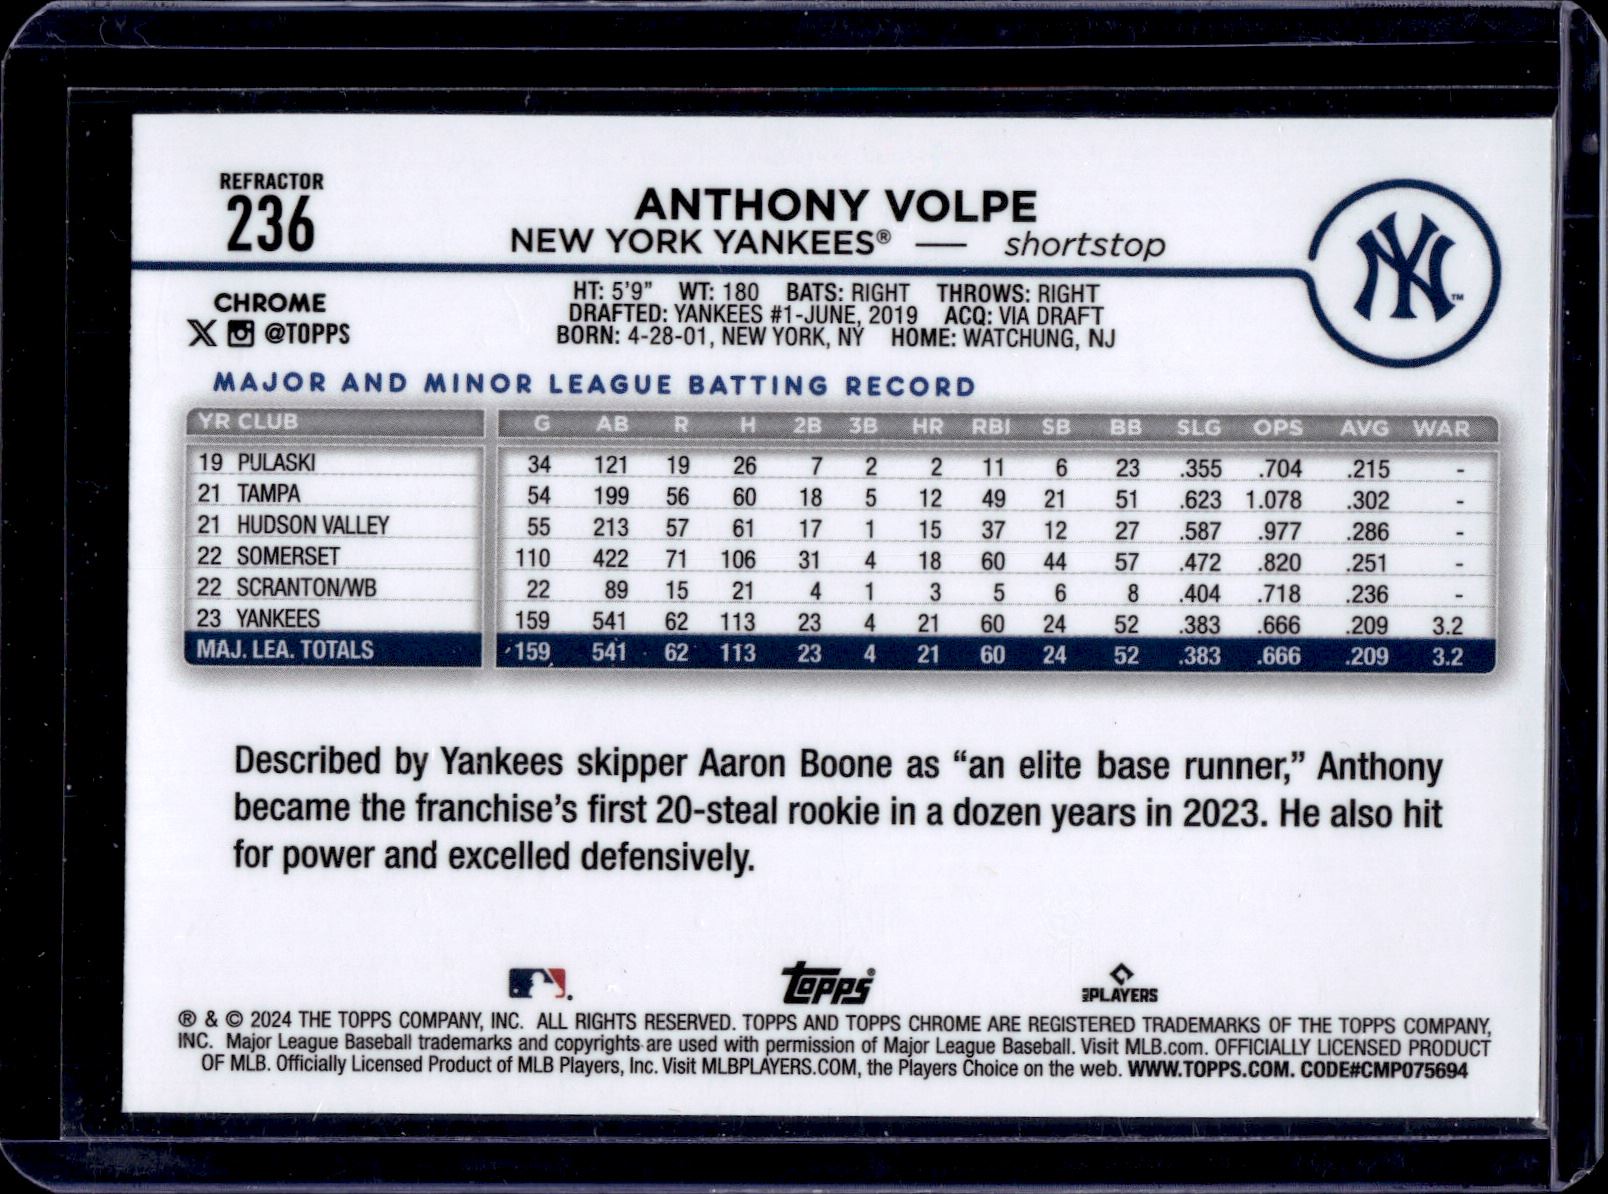 REFRACTOR
236
ANTHONY VOLPE
NEW YORK YANKEES® — shortstop
NY™
CHROME
X @TOPPS
HT: 5'9" WT: 180 BATS: RIGHT THROWS: RIGHT
DRAFTED: YANKEES #1-JUNE, 2019 ACQ: VIA DRAFT
BORN: 4-28-01, NEW YORK, NY HOME: WATCHUNG, NJ
MAJOR AND MINOR LEAGUE BATTING RECORD
YR CLUB G AB R H 2B 3B HR RBI SB BB SLG OPS AVG WAR
19 PULASKI 34 121 19 26 7 2 2 11 6 23 .355 .704 .215 -
21 TAMPA 54 199 56 60 18 5 12 49 21 51 .623 1.078 .302 -
21 HUDSON VALLEY 55 213 57 61 17 1 15 37 12 27 .587 .977 .286 -
22 SOMERSET 110 422 71 106 31 4 18 60 44 57 .472 .820 .251 -
22 SCRANTON/WB 22 89 15 21 4 1 3 5 6 8 .404 .718 .236 -
23 YANKEES 159 541 62 113 23 4 21 60 24 52 .383 .666 .209 3.2
MAJ. LEA. TOTALS 159 541 62 113 23 4 21 60 24 52 .383 .666 .209 3.2
Described by Yankees skipper Aaron Boone as “an elite base runner,” Anthony
became the franchise’s first 20-steal rookie in a dozen years in 2023. He also hit
for power and excelled defensively.
topps®
MLB PLAYERS
® & © 2024 THE TOPPS COMPANY, INC. ALL RIGHTS RESERVED. TOPPS AND TOPPS CHROME ARE REGISTERED TRADEMARKS OF THE TOPPS COMPANY,
INC. Major League Baseball trademarks and copyrights are used with permission of Major League Baseball. Visit MLB.com. OFFICIALLY LICENSED PRODUCT
OF MLB. Officially Licensed Product of MLB Players, Inc. Visit MLBPLAYERS.COM, the Players Choice on the web. WWW.TOPPS.COM. CODE#CMP075694